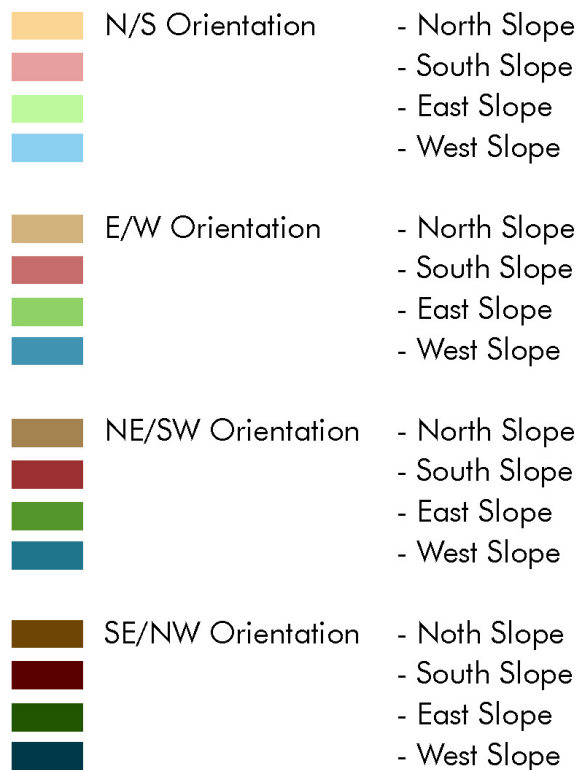 N/S Orientation - North Slope
- South Slope
- East Slope
- West Slope
E/W Orientation - North Slope
- South Slope
- East Slope
- West Slope
NE/SW Orientation - North Slope
- South Slope
- East Slope
- West Slope
SE/NW Orientation - Noth Slope
- South Slope
- East Slope
- West Slope